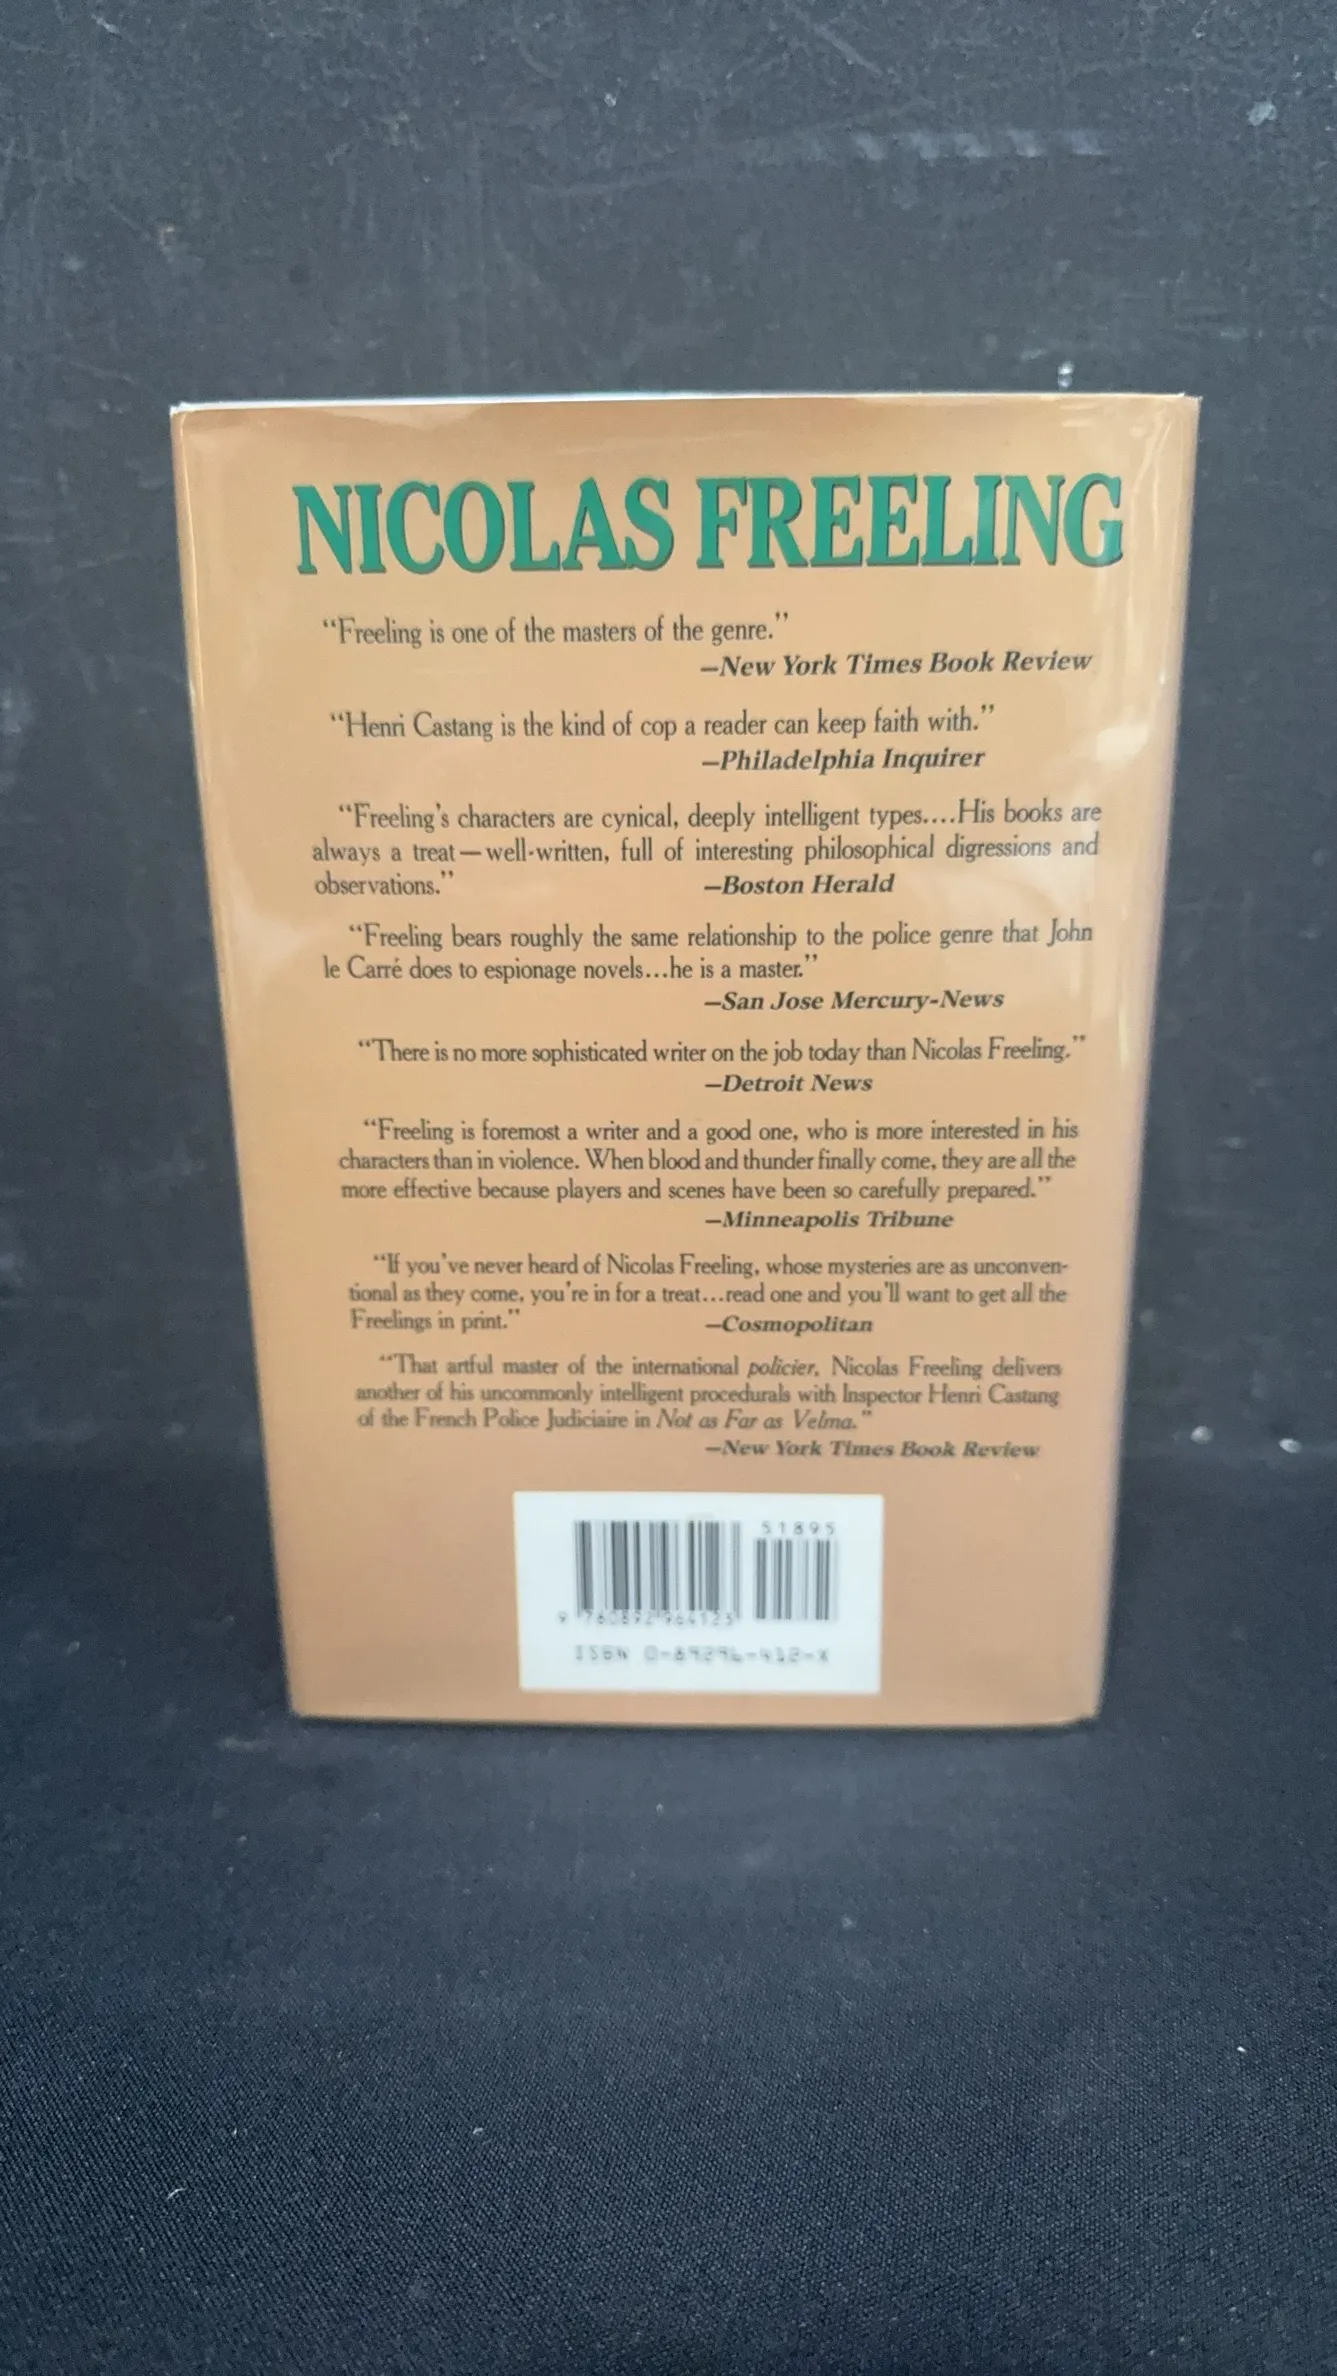 NICOLAS FREELING
“Freeling is one of the masters of the genre.”
—New York Times Book Review
“Henri Castang is the kind of cop a reader can keep faith with.”
—Philadelphia Inquirer
“Freeling's characters are cynical, deeply intelligent types....His books are
always a treat—well-written, full of interesting philosophical digressions and
observations.” —Boston Herald
“Freeling bears roughly the same relationship to the police genre that John
le Carré does to espionage novels...he is a master.”
—San Jose Mercury-News
“There is no more sophisticated writer on the job today than Nicolas Freeling.”
—Detroit News
“Freeling is foremost a writer and a good one, who is more interested in his
characters than in violence. When blood and thunder finally come, they are all the
more effective because players and scenes have been so carefully prepared.”
—Minneapolis Tribune
“If you've never heard of Nicolas Freeling, whose mysteries are as unconven-
tional as they come, you're in for a treat...read one and you'll want to get all the
Freelings in print.” —Cosmopolitan
“That artful master of the international policier, Nicolas Freeling delivers
another of his uncommonly intelligent procedurals with Inspector Henri Castang
of the French Police Judiciaire in Not as Far as Velma.”
—New York Times Book Review
51895
9 780892 964123
ISBN 0-89296-412-X